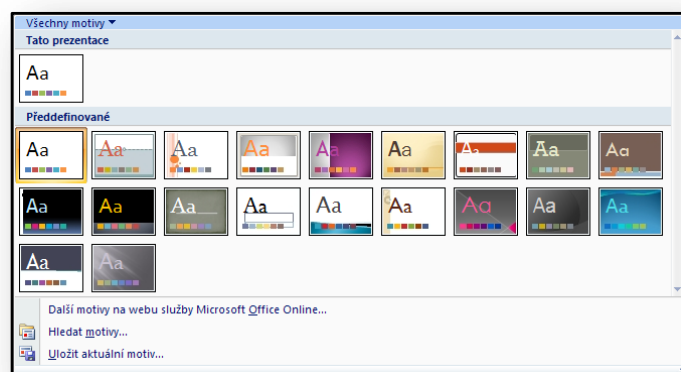 Všechny motivy
Tato prezentace
Aa
Předdefinované
Aa Aa Aa Aa Aa Aa Aa Aa Aa
Aa Aa Aa Aa Aa Aa Aa Aa Aa
Aa Aa
Další motivy na webu služby Microsoft Office Online...
Hledat motivy...
Uložit aktuální motiv...